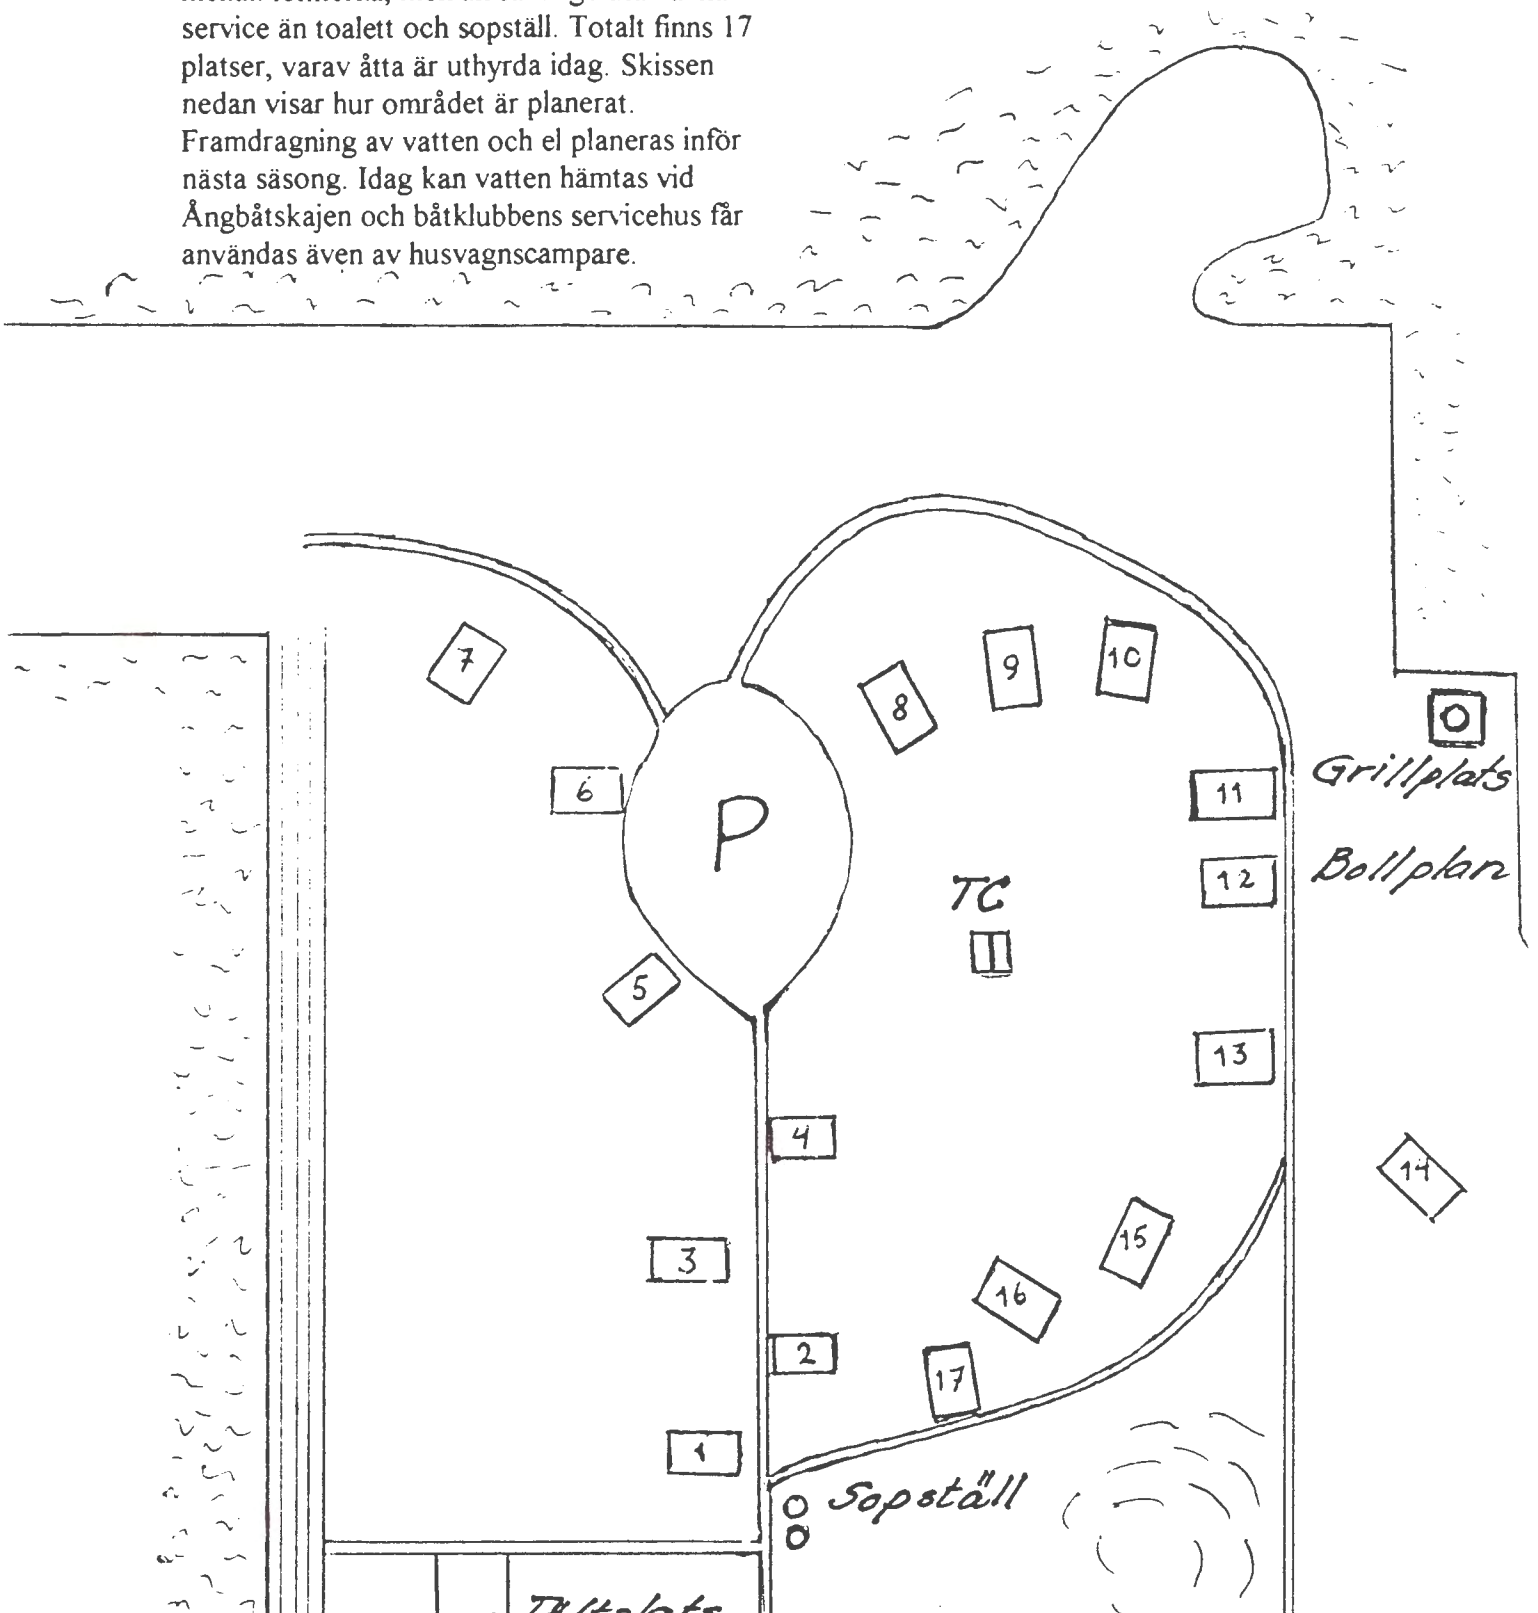 service än toalett och sopställ. Totalt finns 17
platser, varav åtta är uthyrda idag. Skissen
nedan visar hur området är planerat.
Framdragning av vatten och el planeras inför
nästa säsong. Idag kan vatten hämtas vid
Ångbåtskajen och båtklubbens servicehus får
användas även av husvagnscampare.
7
8
9
10
6
P
11
Grillplats
12
Bollplan
TC
5
13
4
14
3
15
16
2
17
1
Sopställ
Tältplats